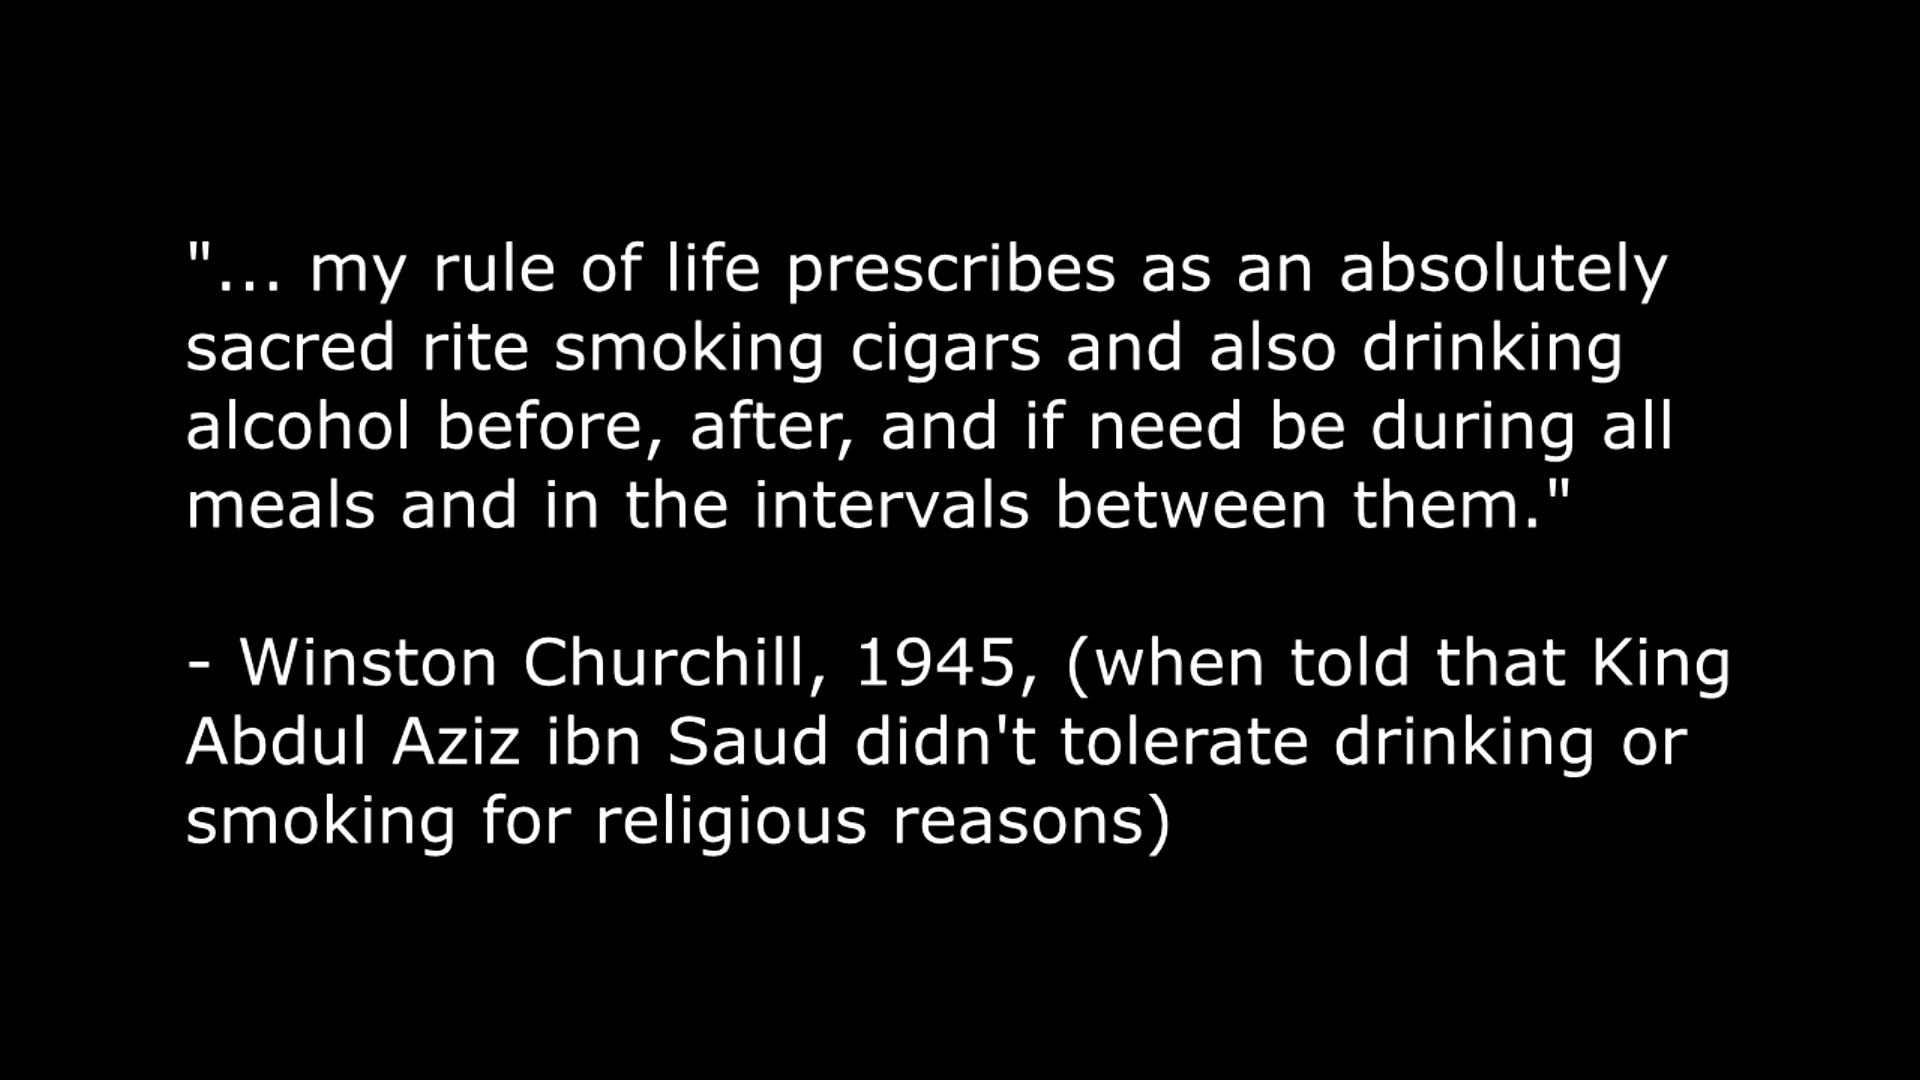 "... my rule of life prescribes as an absolutely
sacred rite smoking cigars and also drinking
alcohol before, after, and if need be during all
meals and in the intervals between them."
- Winston Churchill, 1945, (when told that King
Abdul Aziz ibn Saud didn't tolerate drinking or
smoking for religious reasons)